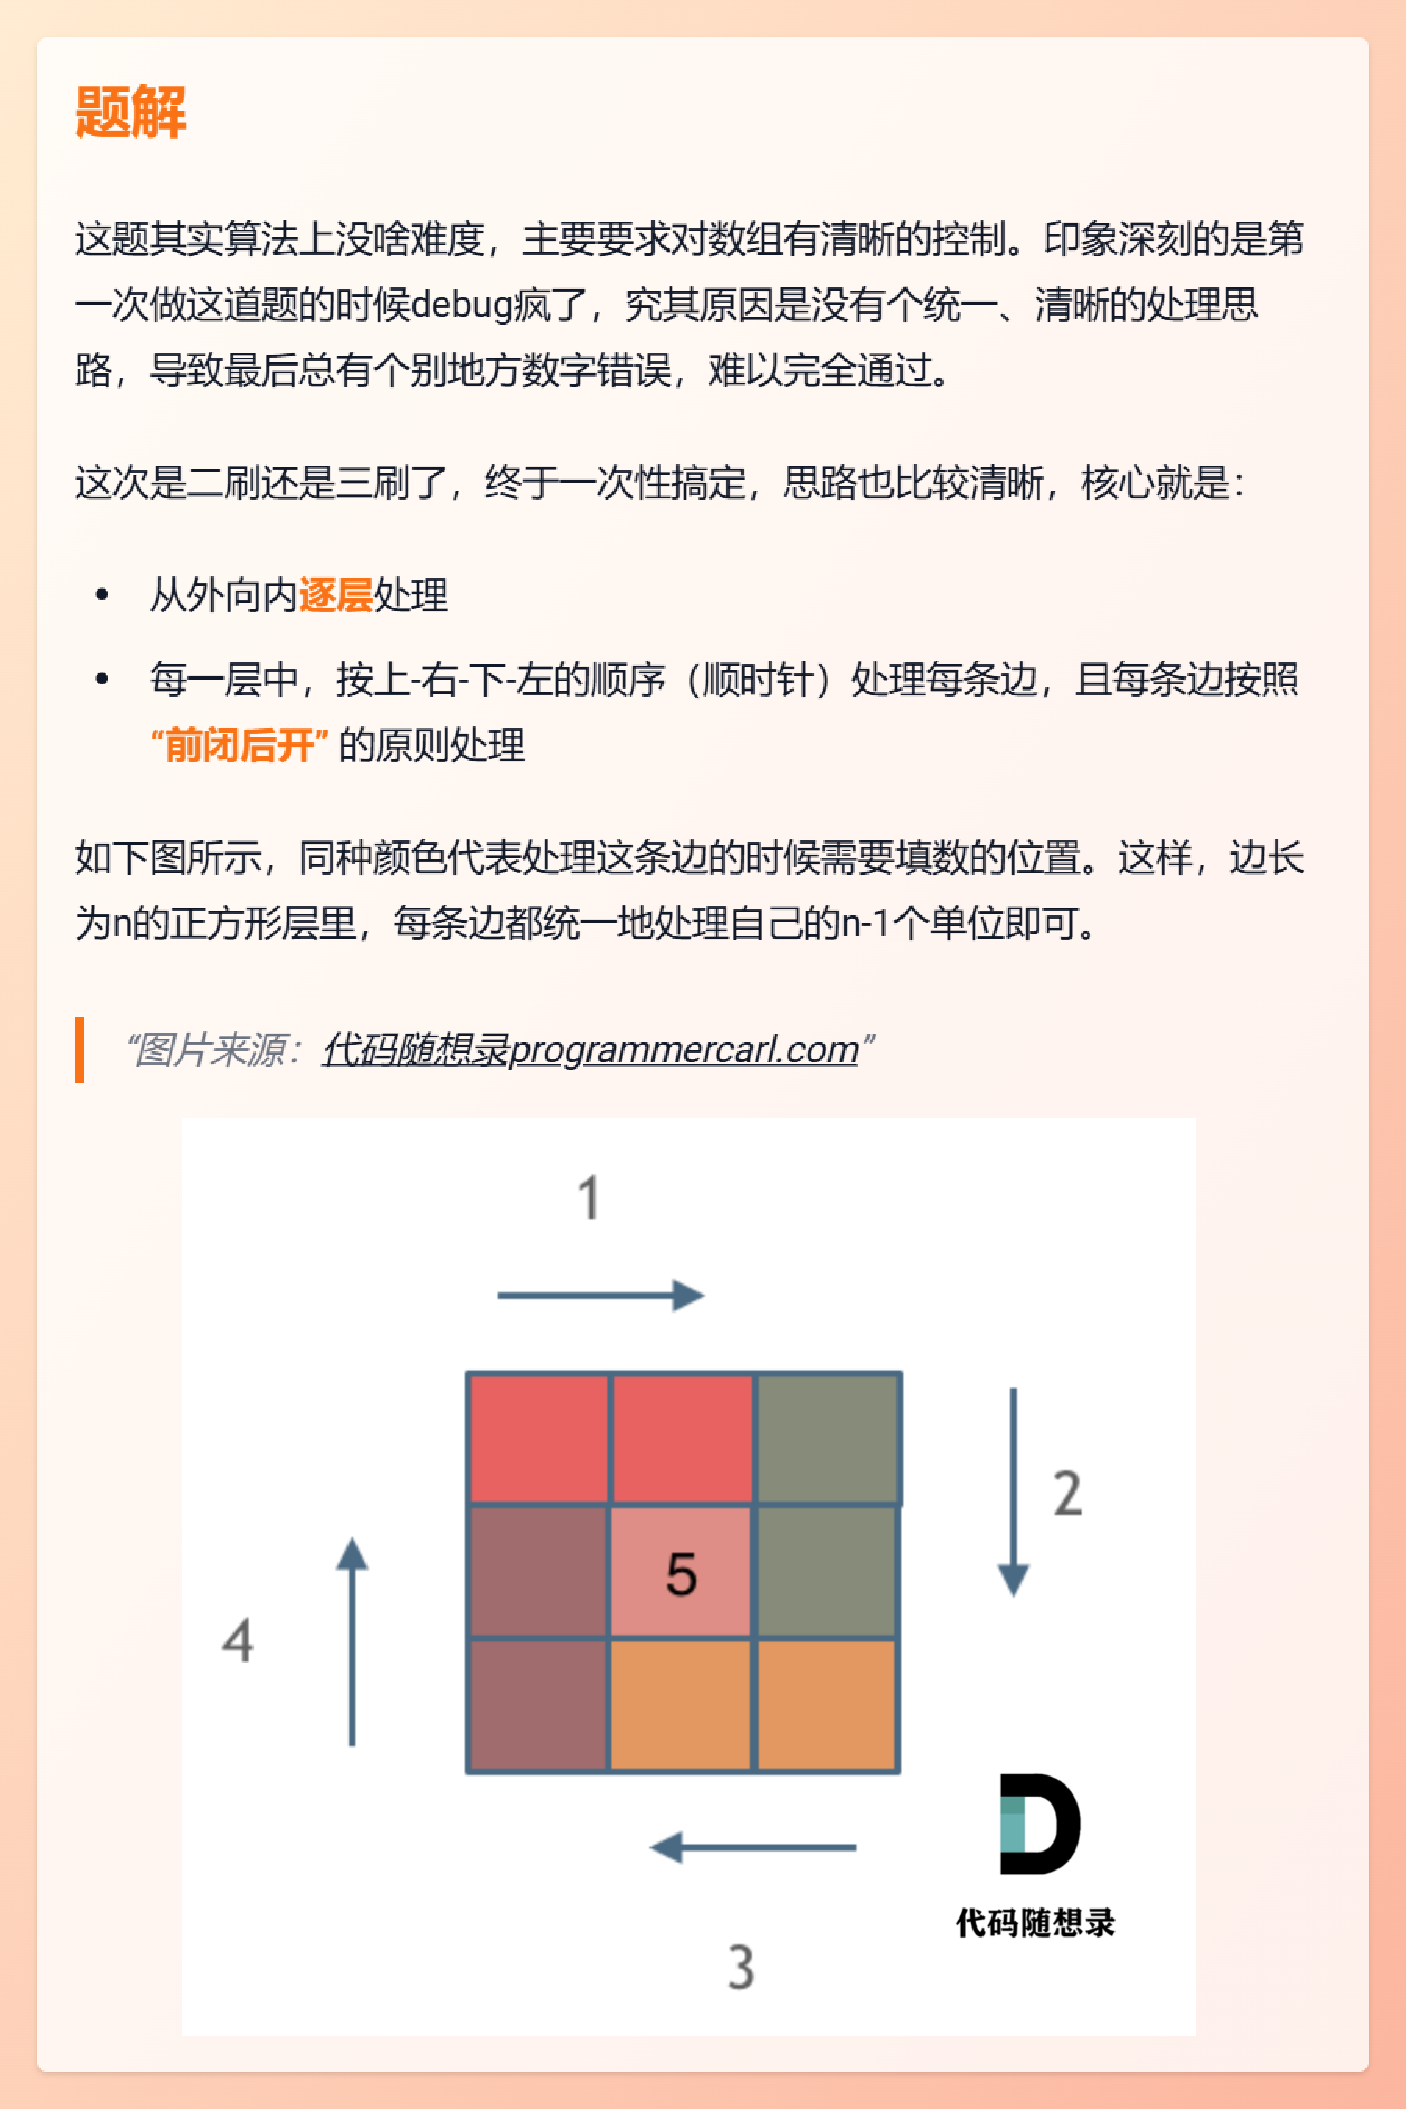 题解
这题其实算法上没啥难度，主要要求对数组有清晰的控制。印象深刻的是第
一次做这道题的时候debug疯了，究其原因是没有个统一、清晰的处理思
路，导致最后总有个别地方数字错误，难以完全通过。
这次是二刷还是三刷了，终于一次性搞定，思路也比较清晰，核心就是：
• 从外向内逐层处理
• 每一层中，按上-右-下-左的顺序（顺时针）处理每条边，且每条边按照
“前闭后开” 的原则处理
如下图所示，同种颜色代表处理这条边的时候需要填数的位置。这样，边长
为n的正方形层里，每条边都统一地处理自己的n-1个单位即可。
“图片来源：代码随想录programmercarl.com”
1
2
5
4
代码随想录
3